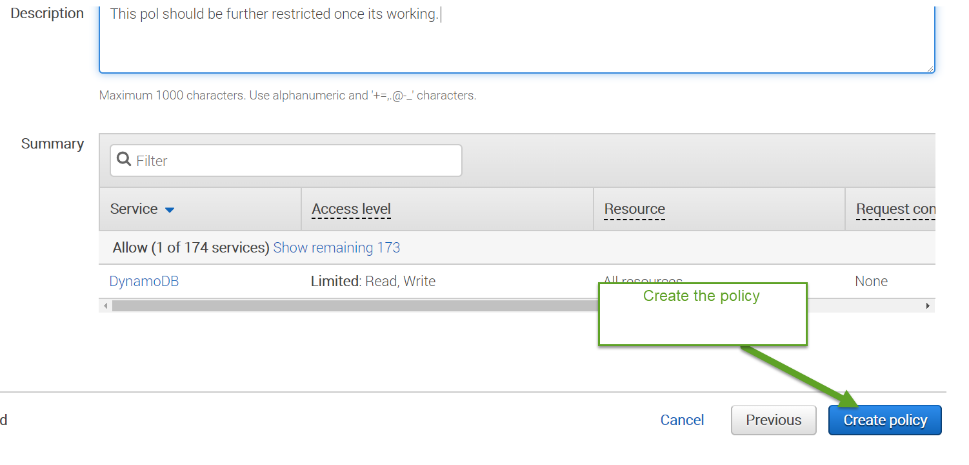 Description This pol should be further restricted once its working.
Maximum 1000 characters. Use alphanumeric and '+=,.@-_' characters.
Summary
Filter
Service Access level Resource Request con
Allow (1 of 174 services) Show remaining 173
DynamoDB Limited: Read, Write All resources None
Create the policy
d Cancel Previous Create policy